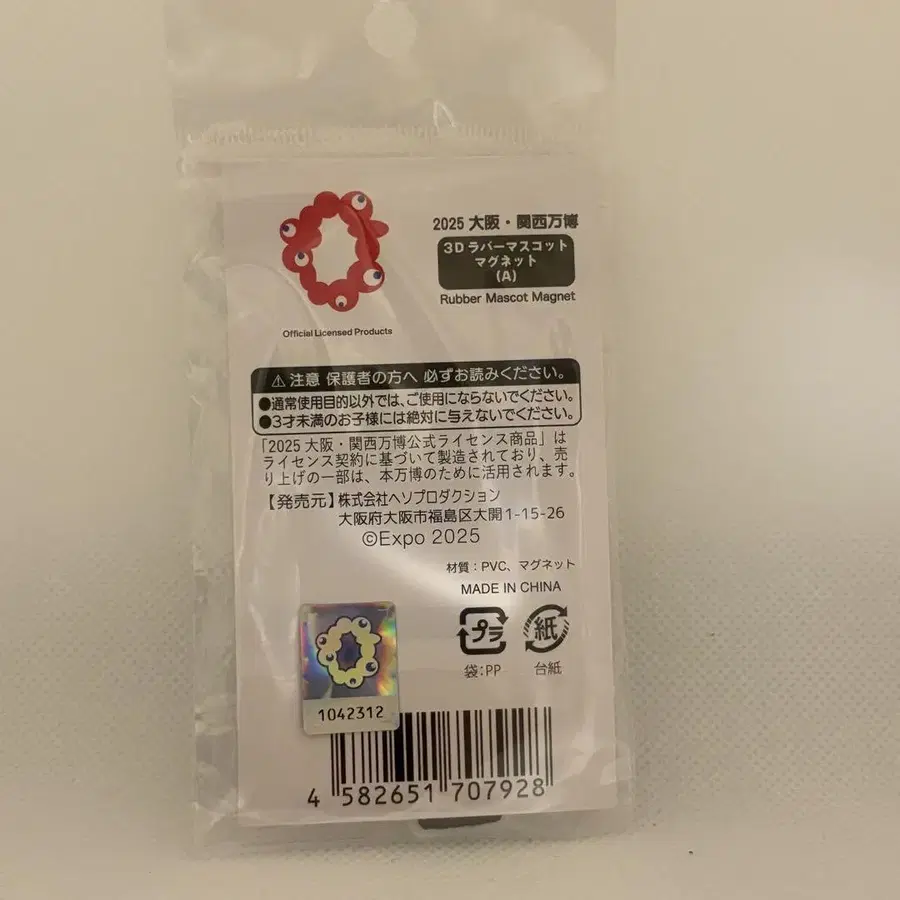 2025 大阪・関西万博
3Dラバーマスコット
マグネット
(A)
Rubber Mascot Magnet
Official Licensed Products
⚠注意 保護者の方へ 必ずお読みください。
●通常使用目的以外では、ご使用にならないでください。
●3才未満のお子様には絶対に与えないでください。
「2025 大阪・関西万博公式ライセンス商品」は
ライセンス契約に基づいて製造されており、売
り上げの一部は、本万博のために活用されます。
【発売元】株式会社ヘソプロダクション
大阪府大阪市福島区大開1-15-26
©Expo 2025
材質：PVC、マグネット
MADE IN CHINA
プラ
紙
袋:PP
台紙
1042312
4 582651 707928